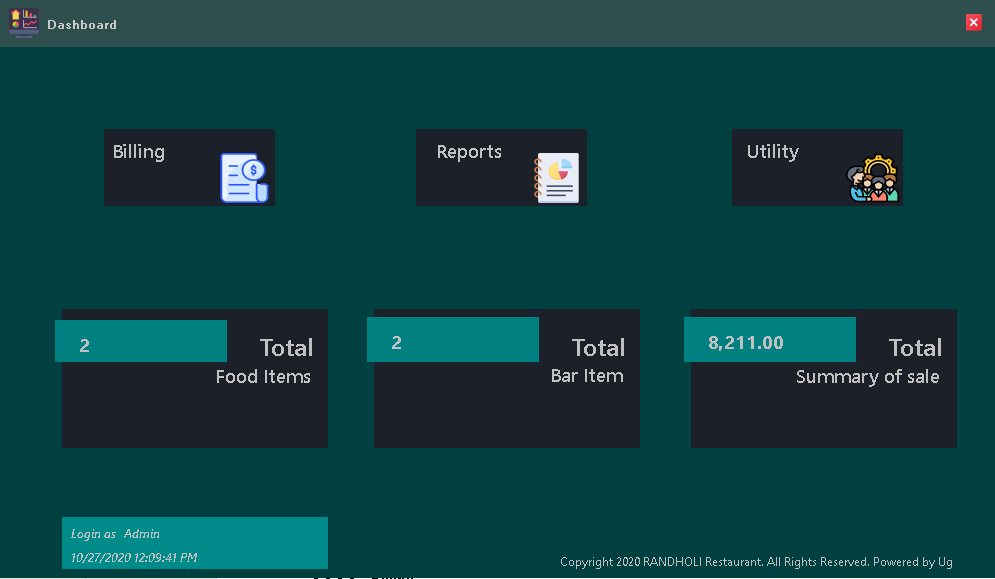 Dashboard
Billing
Reports
Utility
2
Total
Food Items
2
Total
Bar Item
8,211.00
Total
Summary of sale
Login as Admin
10/27/2020 12:09:41 PM
Copyright 2020 RANDHOLI Restaurant. All Rights Reserved. Powered by Ug